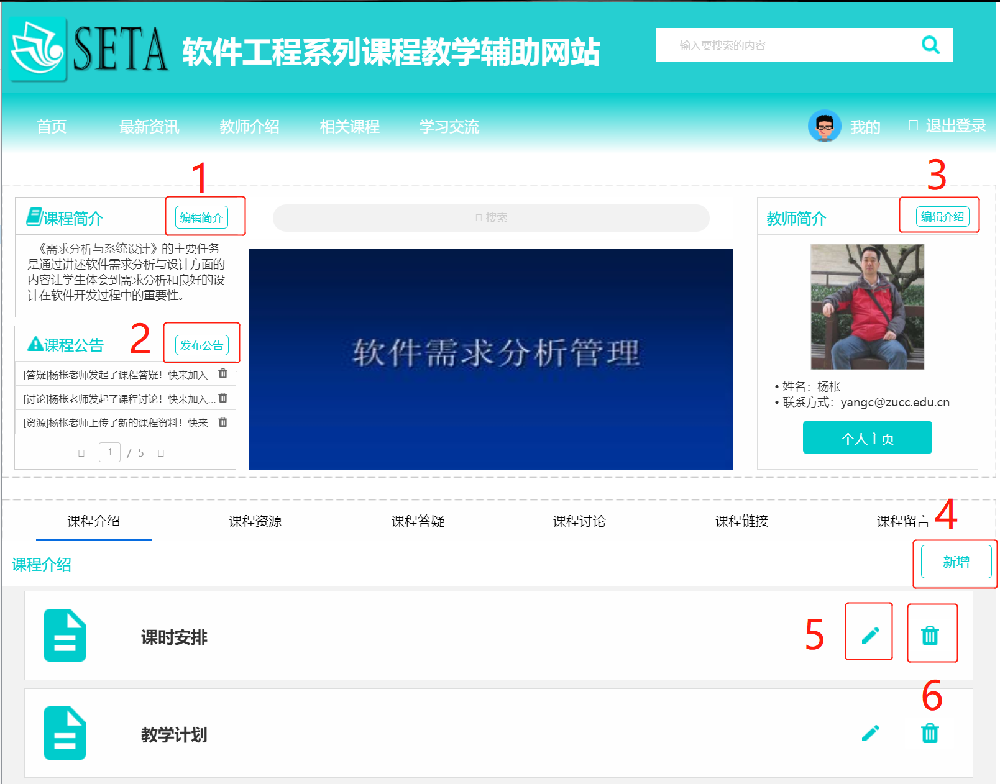 SETA 软件工程系列课程教学辅助网站
输入要搜索的内容
首页 最新资讯 教师介绍 相关课程 学习交流 我的 退出登录
1
3
课程简介 编辑简介
搜索
教师简介 编辑介绍
《需求分析与系统设计》的主要任务
是通过讲述软件需求分析与设计方面的
内容让学生体会到需求分析和良好的设
计在软件开发过程中的重要性。
2
课程公告 发布公告
[答疑]杨枨老师发起了课程答疑！快来加入...
[讨论]杨枨老师发起了课程讨论！快来加入...
[资源]杨枨老师上传了新的课程资料！快来...
1 / 5
软件需求分析管理
• 姓名：杨枨
• 联系方式：yangc@zucc.edu.cn
个人主页
课程介绍 课程资源 课程答疑 课程讨论 课程链接 课程留言
4
课程介绍 新增
课时安排
5
6
教学计划